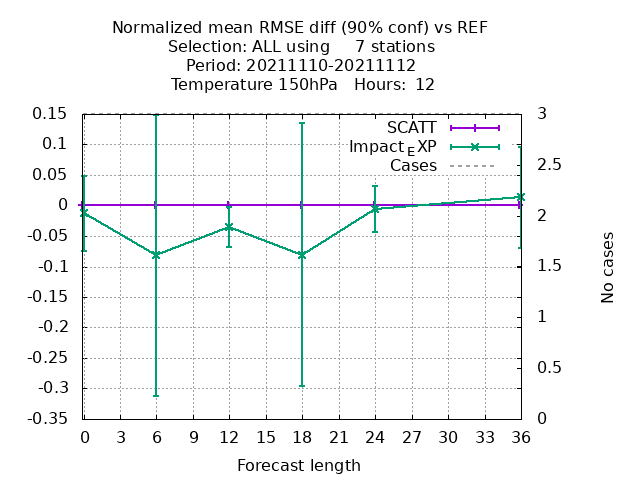 Normalized mean RMSE diff (90% conf) vs REF
Selection: ALL using 7 stations
Period: 20211110-20211112
Temperature 150hPa Hours: 12
0.15
0.1
0.05
0
-0.05
-0.1
-0.15
-0.2
-0.25
-0.3
-0.35
SCATT
Impact_EXP
Cases
3
2.5
2
1.5
1
0.5
0
No cases
0 3 6 9 12 15 18 21 24 27 30 33 36
Forecast length